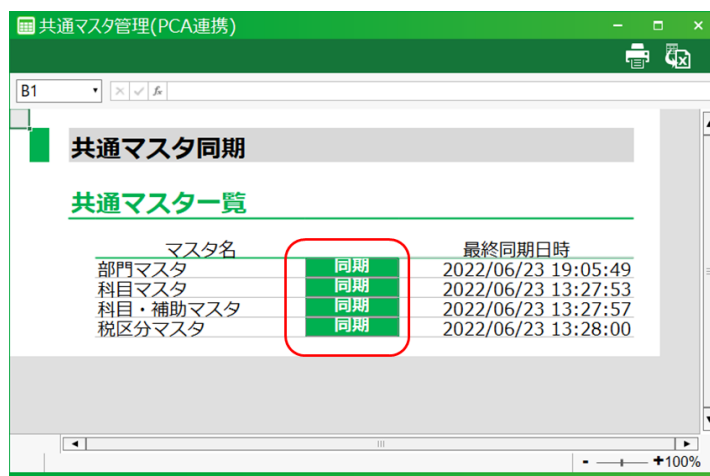 共通マスタ管理(PCA連携)
B1
共通マスタ同期
共通マスター覧
マスタ名 最終同期日時
部門マスタ 同期 2022/06/23 19:05:49
科目マスタ 同期 2022/06/23 13:27:53
科目・補助マスタ 同期 2022/06/23 13:27:57
税区分マスタ 同期 2022/06/23 13:28:00
- + 100%